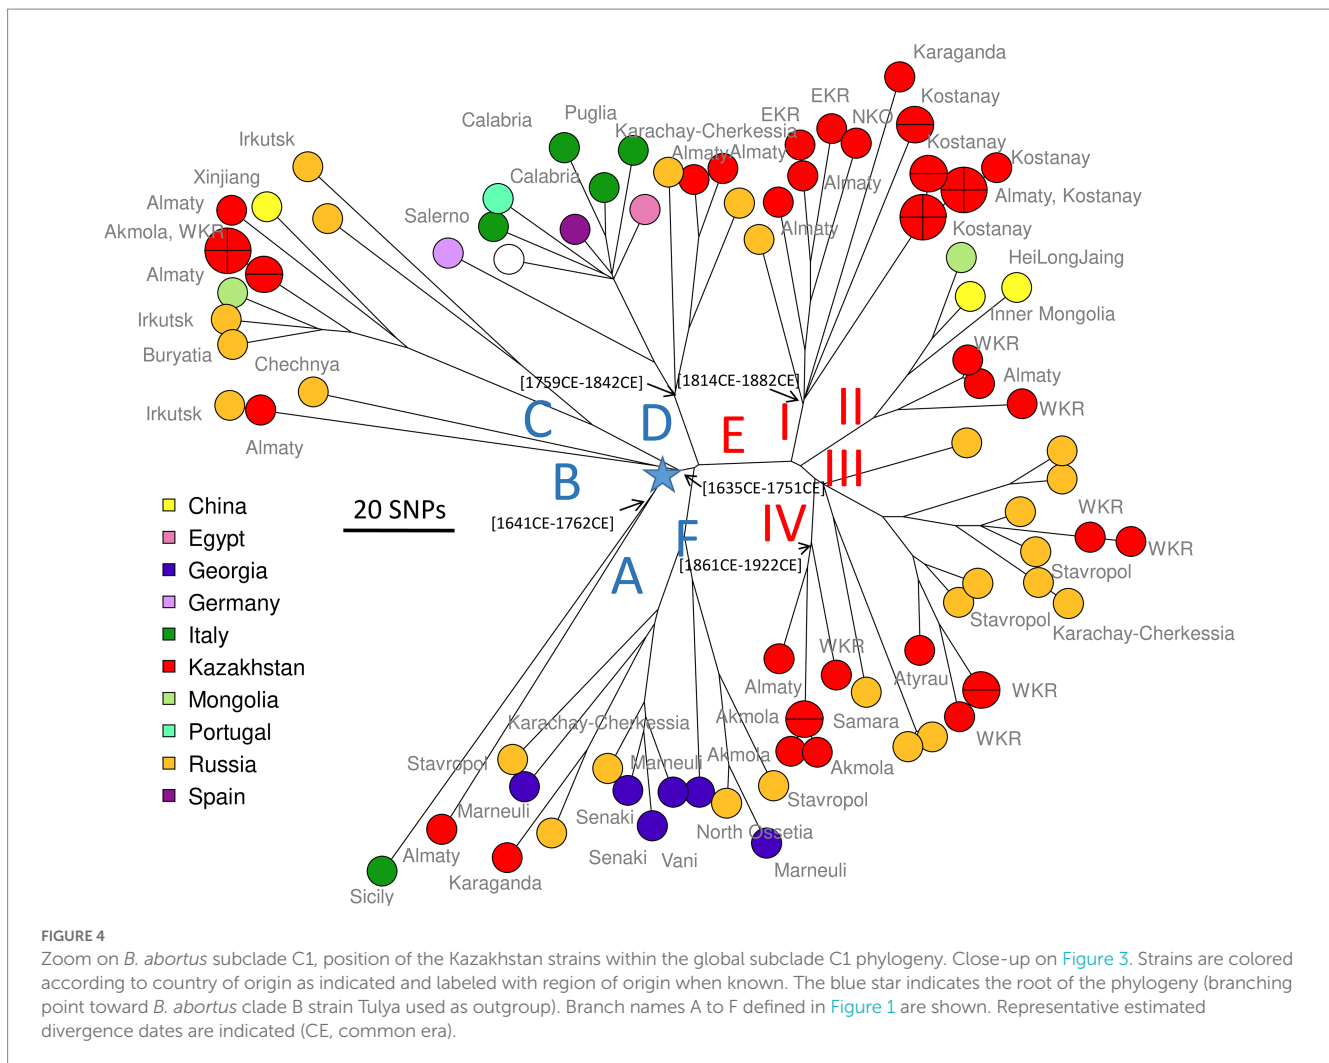 Karaganda
EKR
Kostanay
Calabria
Puglia
EKR
NKO
Karachay-Cherkessia
Irkutsk
Kostanay
Almaty
Almaty
Kostanay
Xinjiang
Calabria
Almaty
Almaty, Kostanay
Almaty
Salerno
Almaty
Kostanay
Akmola, WKR
HeiLongJaing
Almaty
Inner Mongolia
Irkutsk
WKR
Buryatia
Chechnya
[1759CE-1842CE]
[1814CE-1882CE]
Almaty
Irkutsk
C
D
E
I
II
WKR
Almaty
B
III
[1635CE-1751CE]
China
20 SNPs
[1641CE-1762CE]
F
IV
WKR
WKR
Egypt
[1861CE-1922CE]
Stavropol
Georgia
A
Germany
Stavropol
Karachay-Cherkessia
Italy
WKR
Kazakhstan
Almaty
Atyrau
WKR
Mongolia
Karachay-Cherkessia
Akmola
Samara
Portugal
WKR
Russia
Stavropol
Marneuli
Akmola
Akmola
Spain
Marneuli
Senaki
Stavropol
North Ossetia
Almaty
Senaki
Vani
Marneuli
Karaganda
Sicily
FIGURE 4
Zoom on B. abortus subclade C1, position of the Kazakhstan strains within the global subclade C1 phylogeny. Close-up on Figure 3. Strains are colored
according to country of origin as indicated and labeled with region of origin when known. The blue star indicates the root of the phylogeny (branching
point toward B. abortus clade B strain Tulya used as outgroup). Branch names A to F defined in Figure 1 are shown. Representative estimated
divergence dates are indicated (CE, common era).